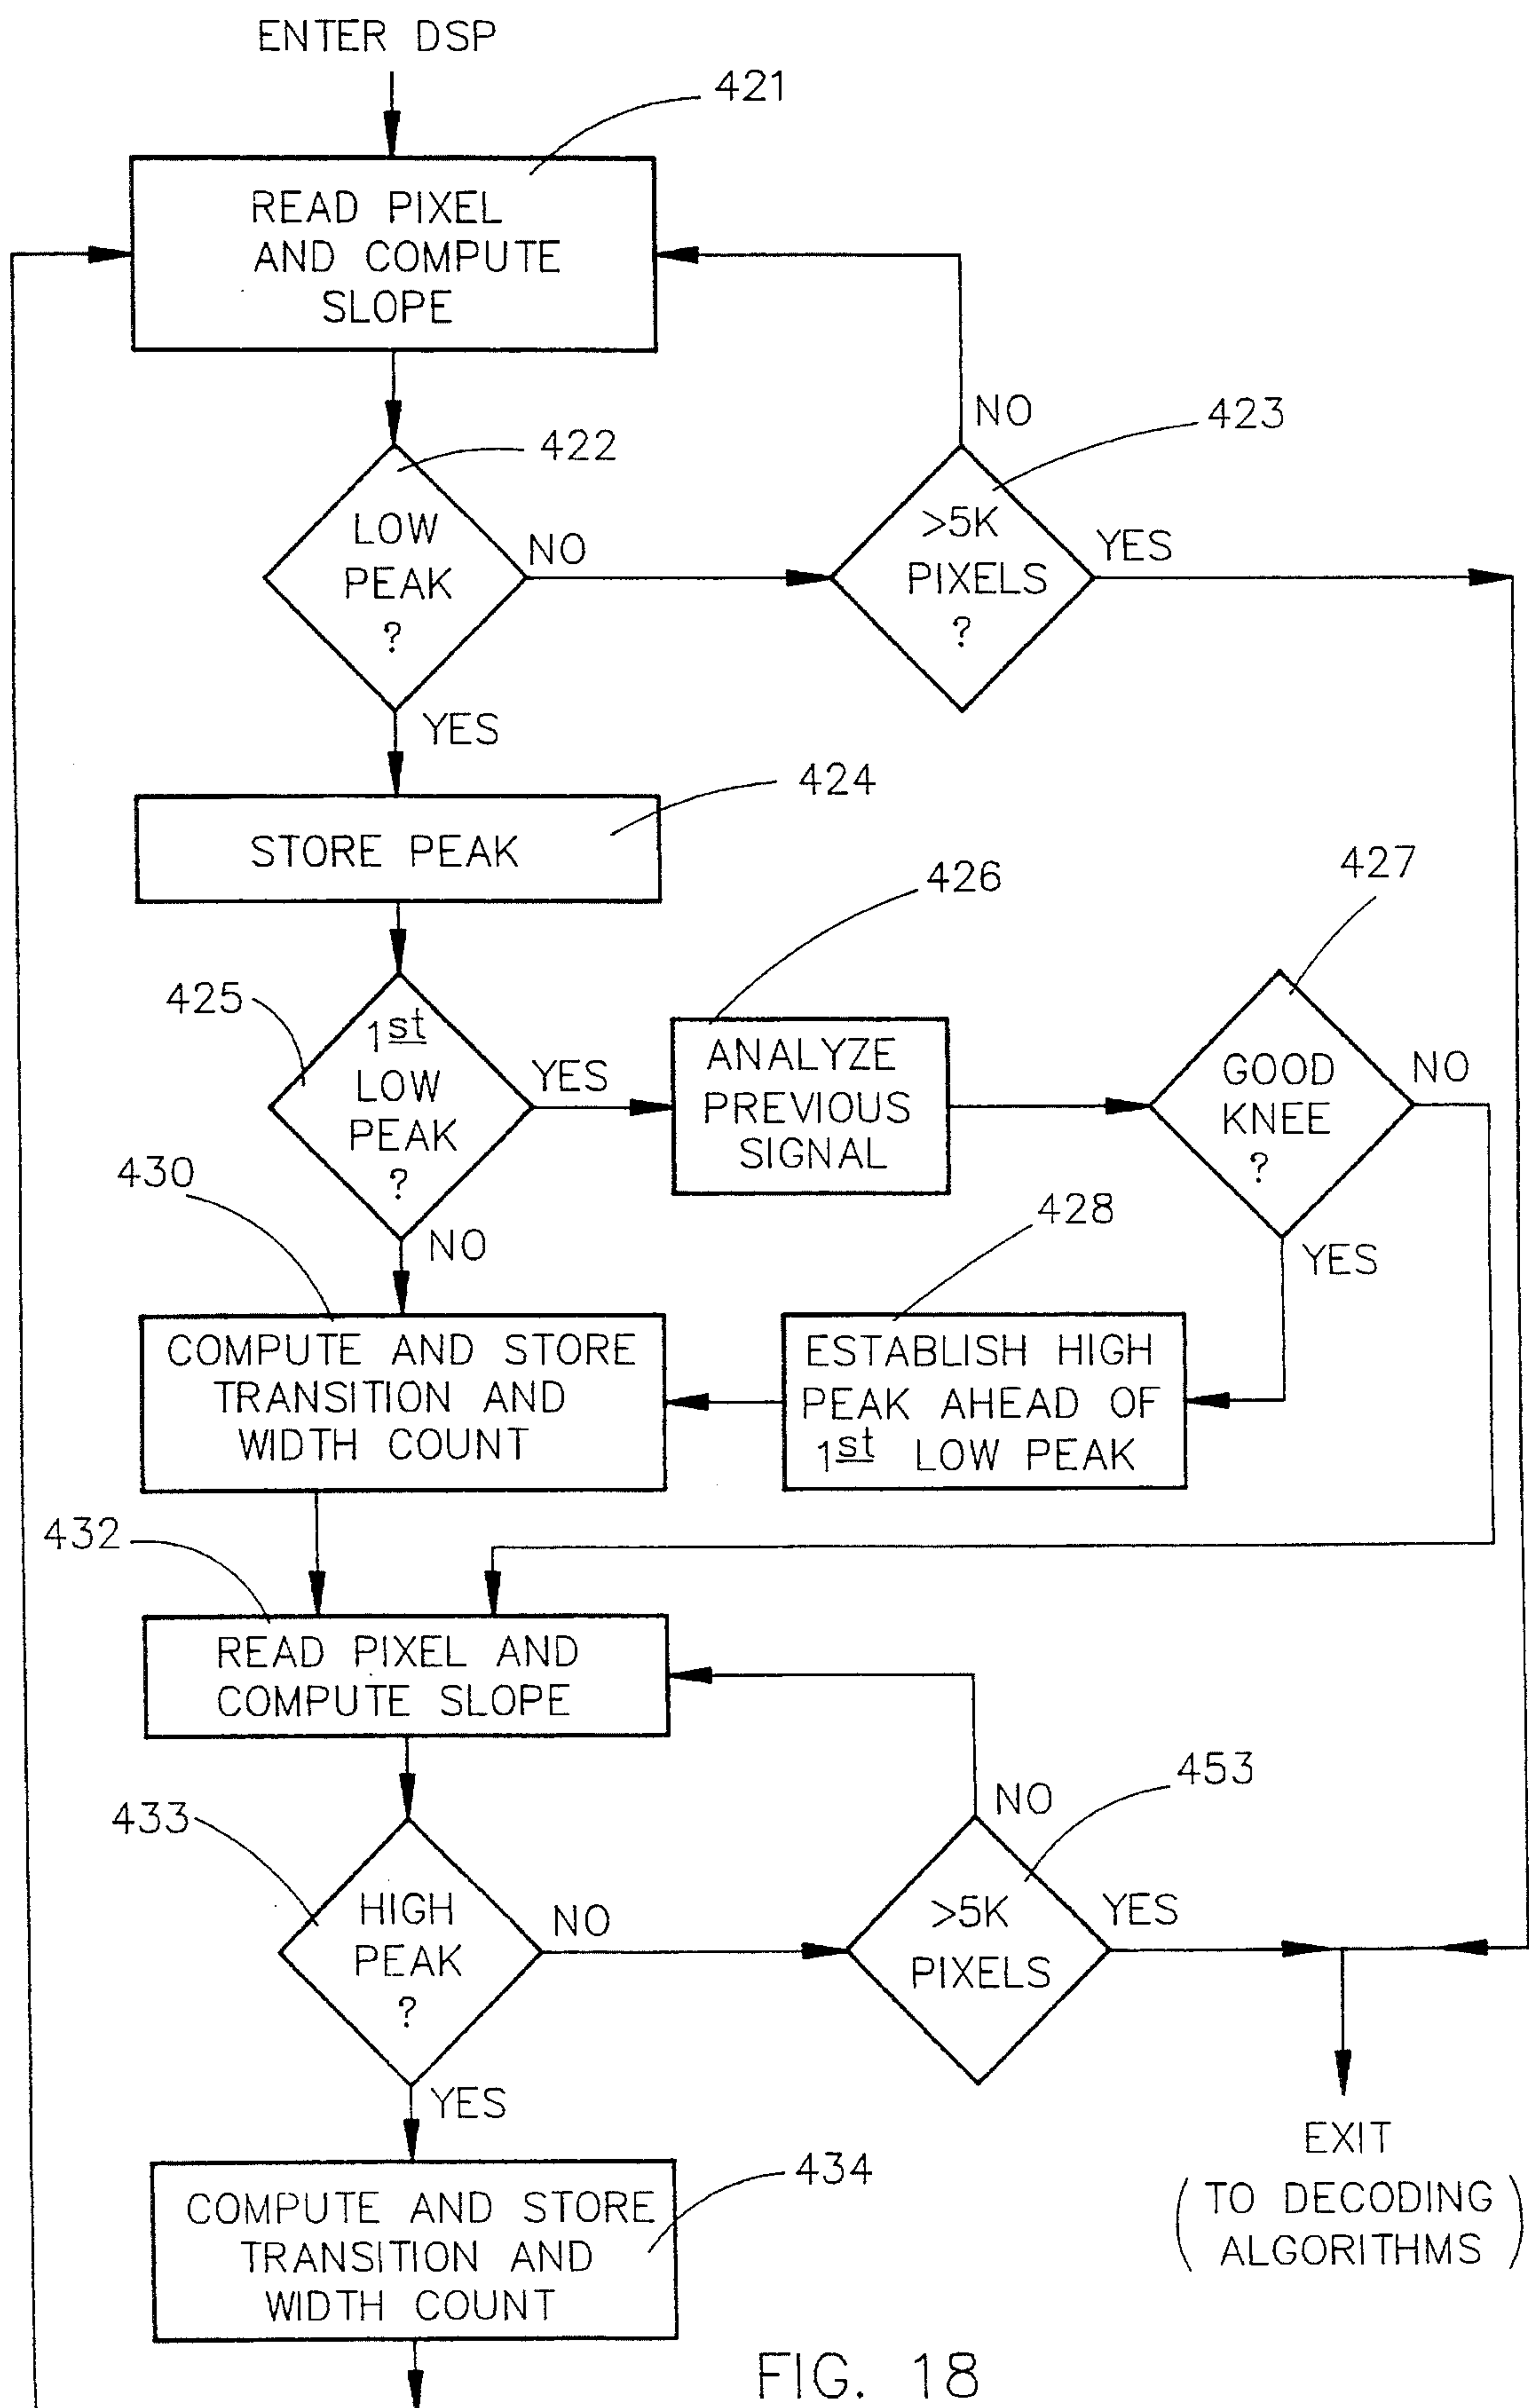 ENTER DSP
421
READ PIXEL
AND COMPUTE
SLOPE
422
LOW
PEAK
?
NO
YES
423
>5K
PIXELS
?
NO
YES
424
STORE PEAK
425
1st
LOW
PEAK
?
YES
NO
426
ANALYZE
PREVIOUS
SIGNAL
427
GOOD
KNEE
?
NO
YES
428
ESTABLISH HIGH
PEAK AHEAD OF
1st LOW PEAK
430
COMPUTE AND STORE
TRANSITION AND
WIDTH COUNT
432
READ PIXEL AND
COMPUTE SLOPE
433
HIGH
PEAK
?
NO
YES
453
>5K
PIXELS
NO
YES
EXIT
(TO DECODING
ALGORITHMS)
434
COMPUTE AND STORE
TRANSITION AND
WIDTH COUNT
FIG. 18